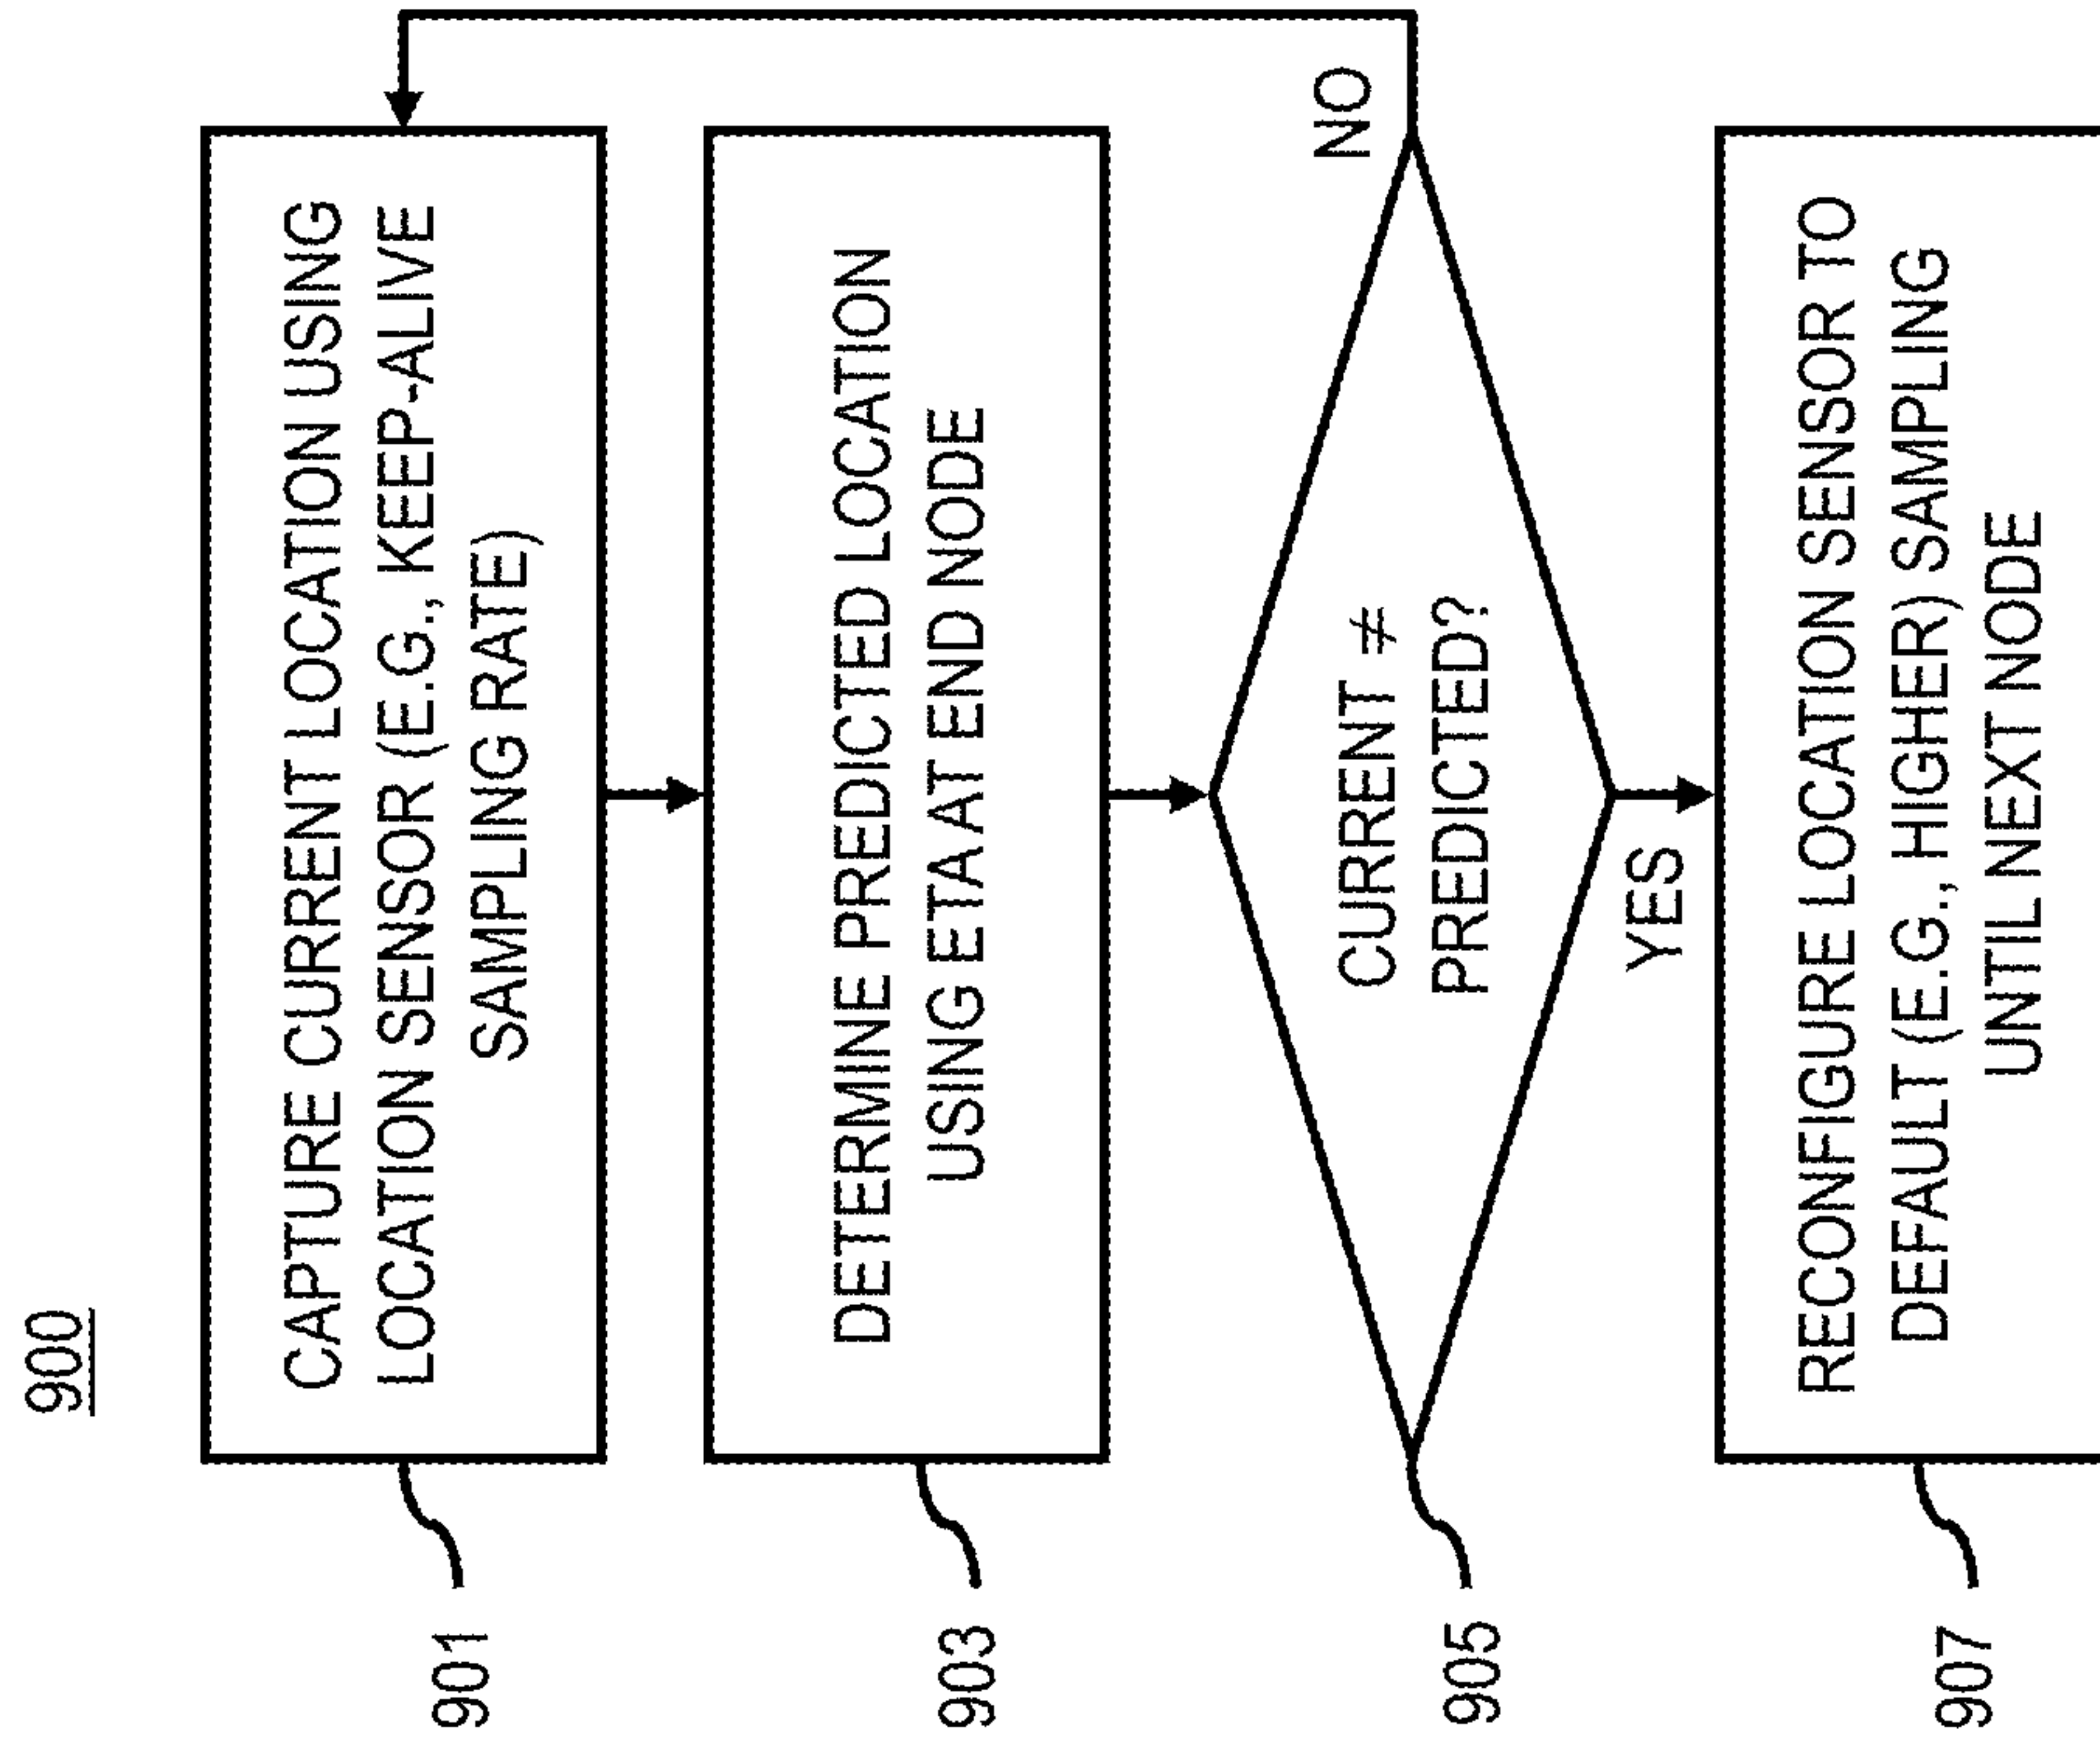 900
CAPTURE CURRENT LOCATION USING
LOCATION SENSOR (E.G., KEEP-ALIVE
SAMPLING RATE)
901
DETERMINE PREDICTED LOCATION
USING ETA AT END NODE
903
CURRENT ≠
PREDICTED?
NO
905
YES
RECONFIGURE LOCATION SENSOR TO
DEFAULT (E.G., HIGHER) SAMPLING
UNTIL NEXT NODE
907